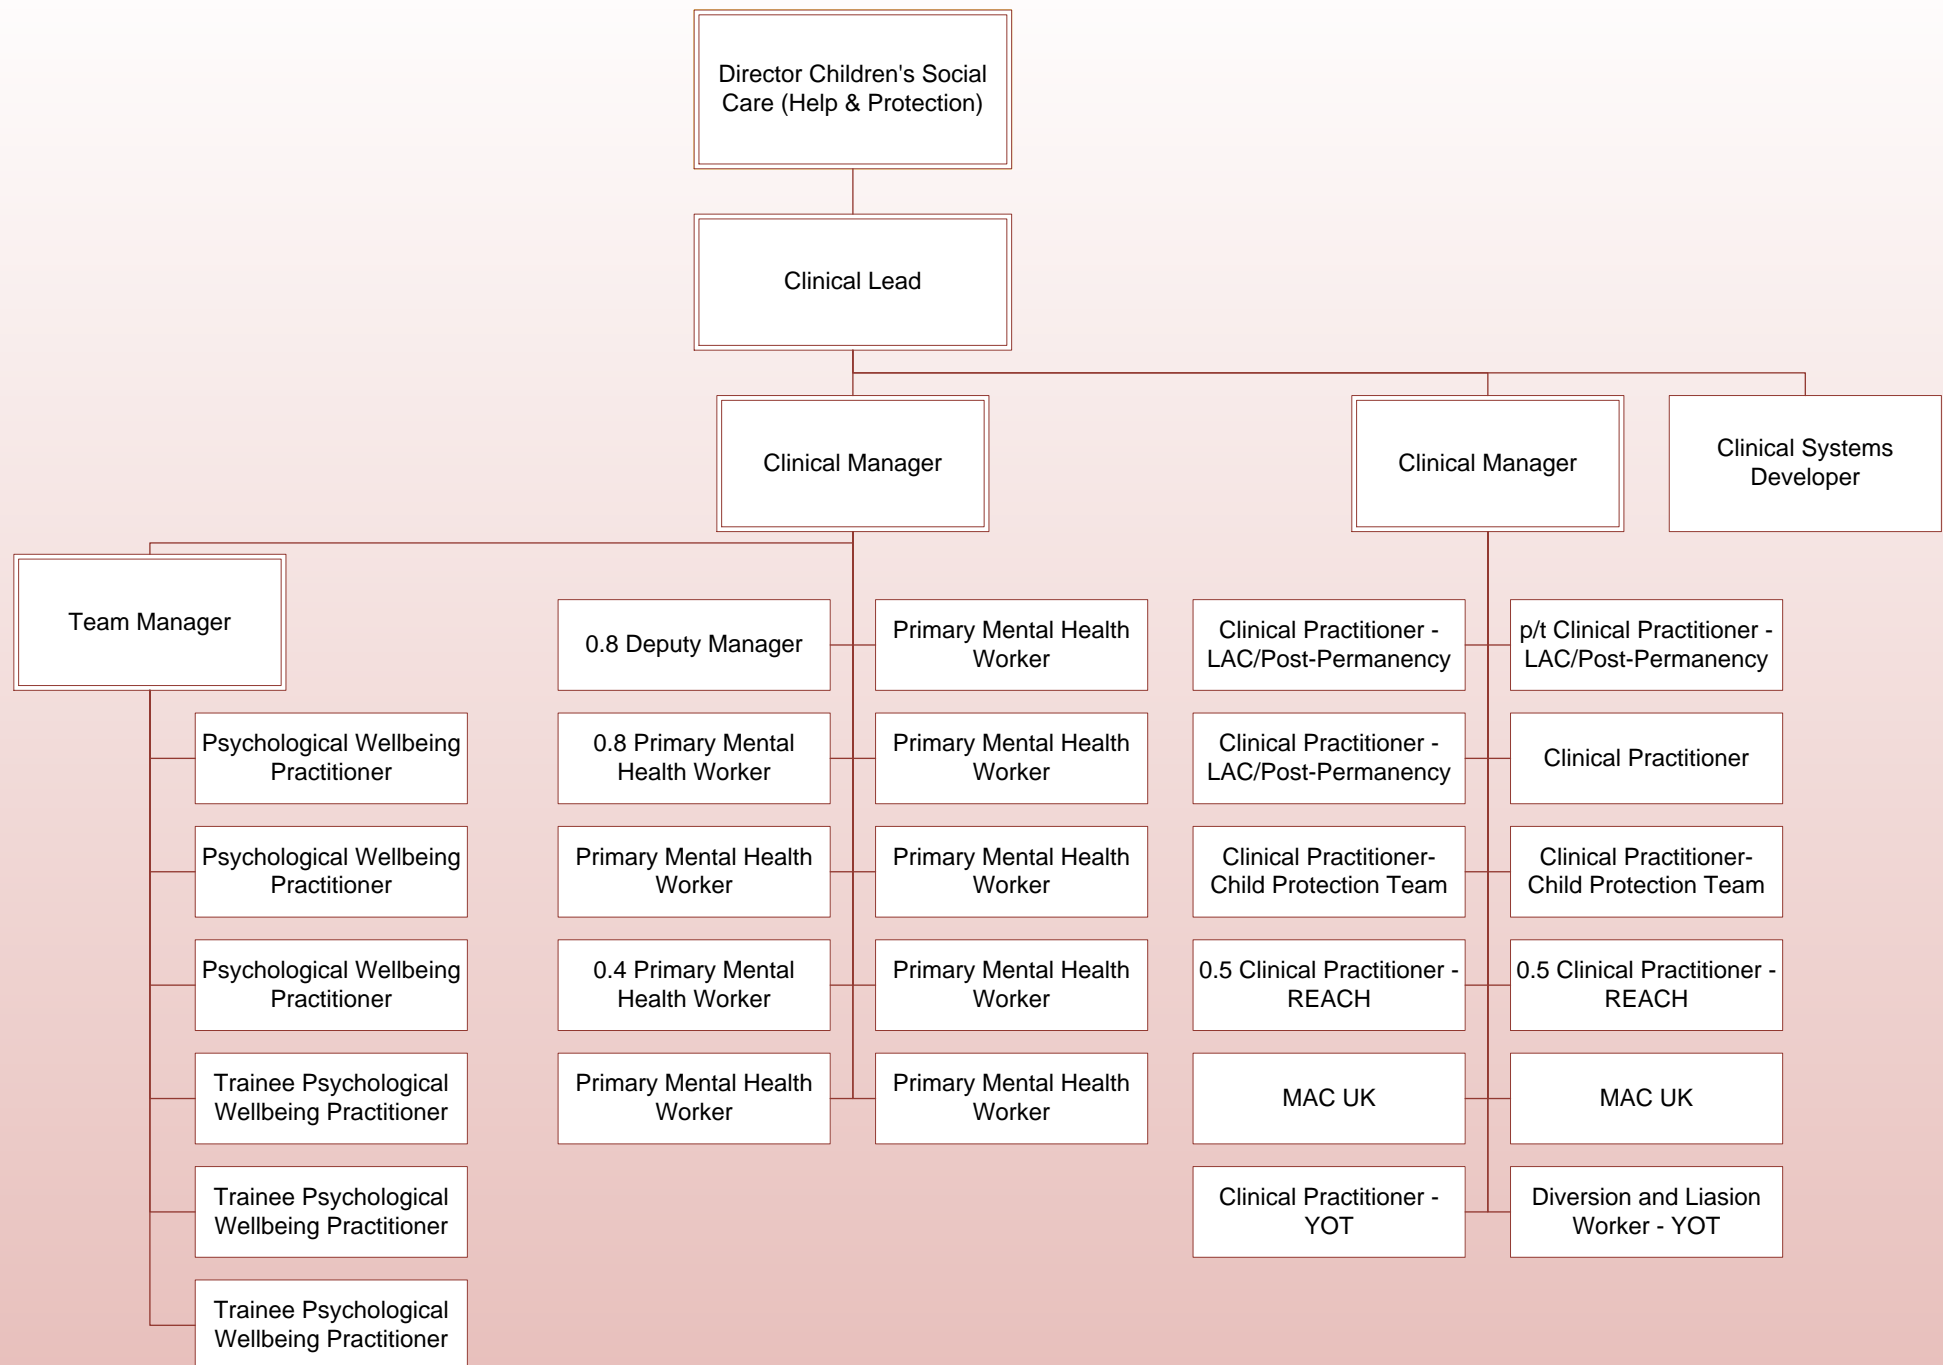 Director Children's Social
Care (Help & Protection)
Clinical Lead
Clinical Manager
Clinical Manager
Clinical Systems
Developer
Team Manager
Psychological Wellbeing
Practitioner
Psychological Wellbeing
Practitioner
Psychological Wellbeing
Practitioner
Trainee Psychological
Wellbeing Practitioner
Trainee Psychological
Wellbeing Practitioner
Trainee Psychological
Wellbeing Practitioner
0.8 Deputy Manager
Primary Mental Health
Worker
0.8 Primary Mental
Health Worker
Primary Mental Health
Worker
Primary Mental Health
Worker
Primary Mental Health
Worker
0.4 Primary Mental
Health Worker
Primary Mental Health
Worker
Primary Mental Health
Worker
Primary Mental Health
Worker
Clinical Practitioner -
LAC/Post-Permanency
p/t Clinical Practitioner -
LAC/Post-Permanency
Clinical Practitioner -
LAC/Post-Permanency
Clinical Practitioner
Clinical Practitioner-
Child Protection Team
Clinical Practitioner-
Child Protection Team
0.5 Clinical Practitioner -
REACH
0.5 Clinical Practitioner -
REACH
MAC UK
MAC UK
Clinical Practitioner -
YOT
Diversion and Liasion
Worker - YOT